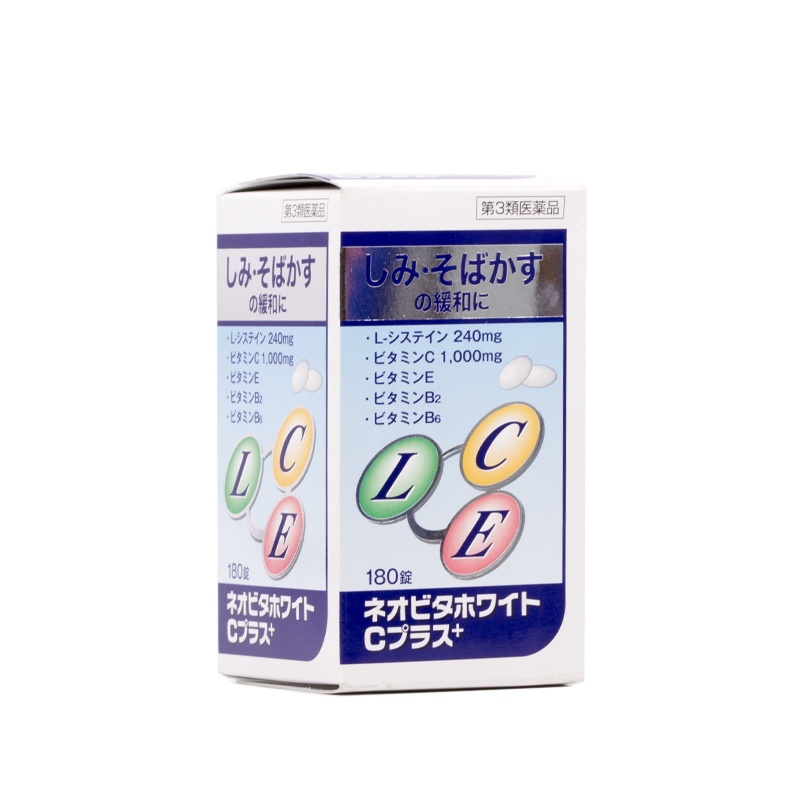 第3類医薬品
しみ・そばかす
の緩和に
・L-システイン 240mg
・ビタミンC 1,000mg
・ビタミンE
・ビタミンB2
・ビタミンB6
L
C
E
180錠
ネオビタホワイト
Cプラス+
第3類医薬品
しみ・そばかす
の緩和に
・L-システイン 240mg
・ビタミンC 1,000mg
・ビタミンE
・ビタミンB2
・ビタミンB6
L
C
E
180錠
ネオビタホワイト
Cプラス+